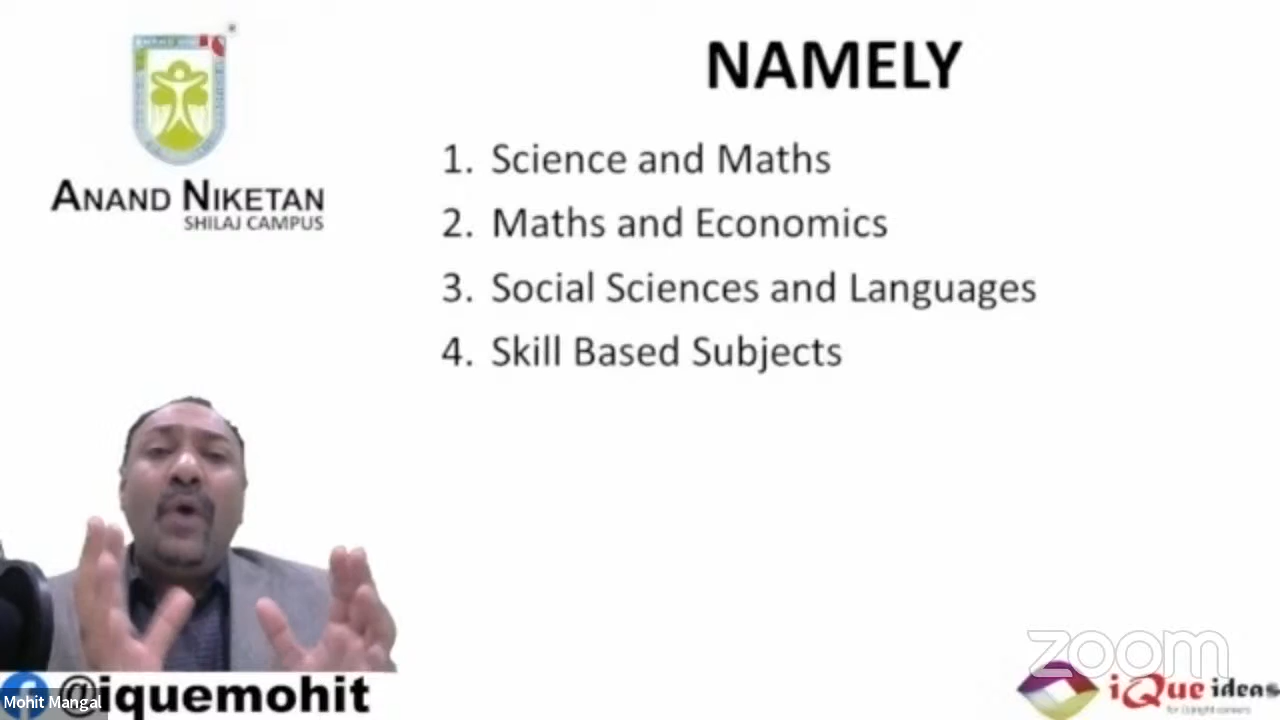 NAMELY
ANAND NIKETAN
SHILAJ CAMPUS
1. Science and Maths
2. Maths and Economics
3. Social Sciences and Languages
4. Skill Based Subjects
@iquemohit
Mohit Mangal
zoom
iQue ideas